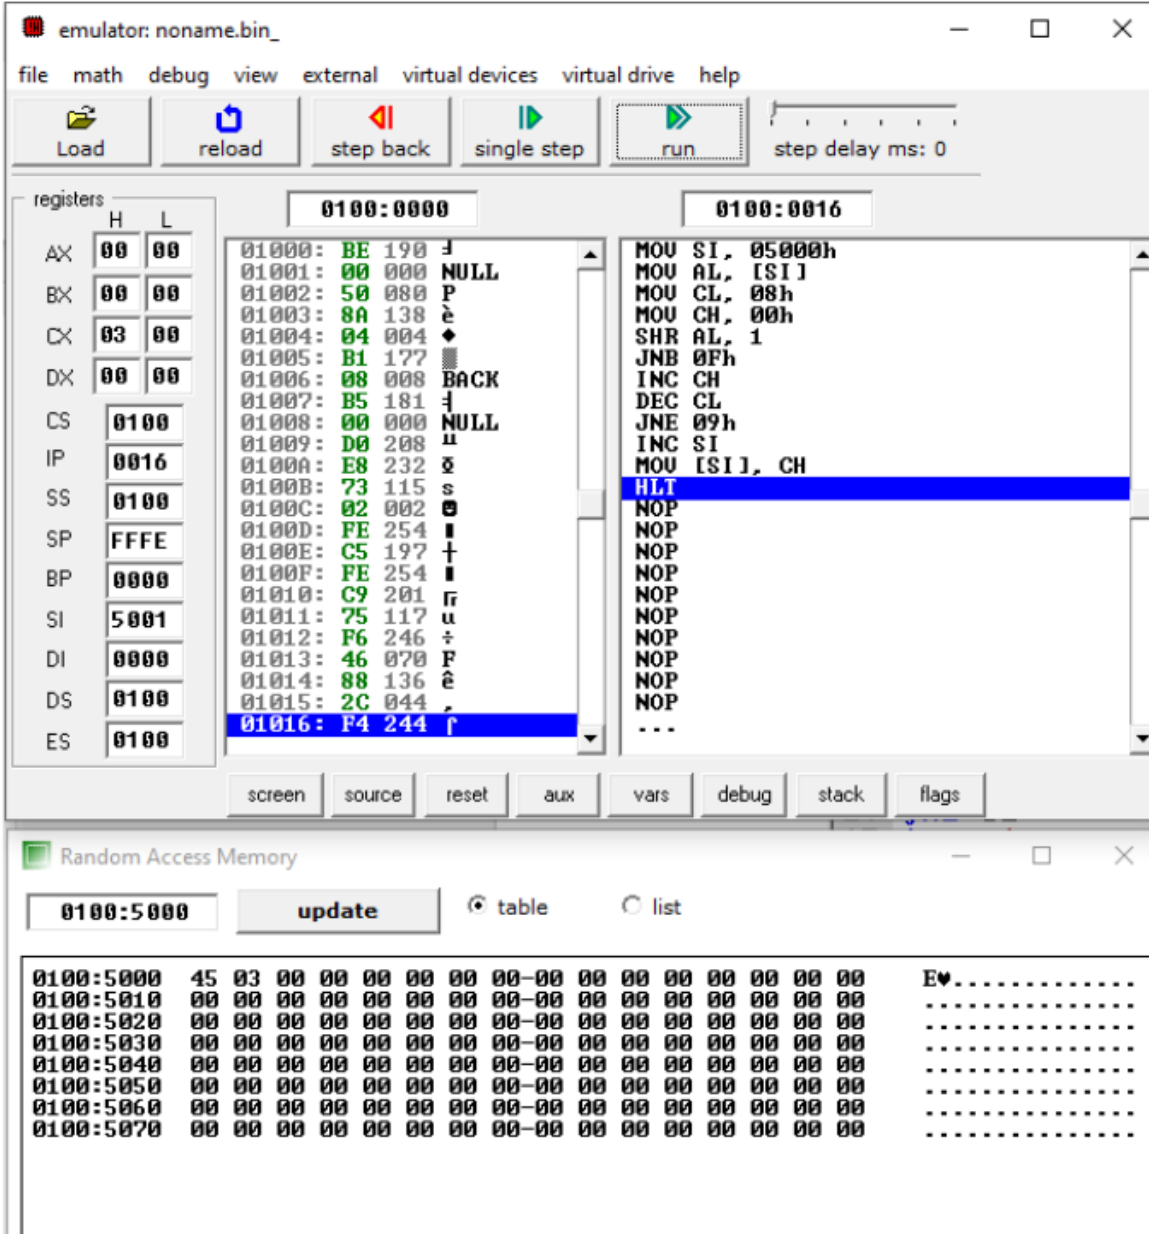 emulator: noname.bin_
file math debug view external virtual devices virtual drive help
Load reload step back single step run step delay ms: 0
registers
H L
AX 00 00
BX 00 00
CX 03 00
DX 00 00
CS 0100
IP 0016
SS 0100
SP FFFE
BP 0000
SI 5001
DI 0000
DS 0100
ES 0100
0100:0000
01000: BE 190 ╛
01001: 00 000 NULL
01002: 50 080 P
01003: 8A 138 è
01004: 04 004 ♦
01005: B1 177 ▒
01006: 08 008 BACK
01007: B5 181 ╡
01008: 00 000 NULL
01009: D0 208 ╨
0100A: E8 232 Φ
0100B: 73 115 s
0100C: 02 002 ☻
0100D: FE 254 ■
0100E: C5 197 ┼
0100F: FE 254 ■
01010: C9 201 ╔
01011: 75 117 u
01012: F6 246 ÷
01013: 46 070 F
01014: 88 136 ê
01015: 2C 044 ,
01016: F4 244 ⌠
0100:0016
MOV SI, 05000h
MOV AL, [SI]
MOV CL, 08h
MOV CH, 00h
SHR AL, 1
JNB 0Fh
INC CH
DEC CL
JNE 09h
INC SI
MOV [SI], CH
HLT
NOP
NOP
NOP
NOP
NOP
NOP
NOP
NOP
NOP
NOP
...
screen source reset aux vars debug stack flags
Random Access Memory
0100:5000 update table list
0100:5000 45 03 00 00 00 00 00 00-00 00 00 00 00 00 00 00 E♥..............
0100:5010 00 00 00 00 00 00 00 00-00 00 00 00 00 00 00 00 ................
0100:5020 00 00 00 00 00 00 00 00-00 00 00 00 00 00 00 00 ................
0100:5030 00 00 00 00 00 00 00 00-00 00 00 00 00 00 00 00 ................
0100:5040 00 00 00 00 00 00 00 00-00 00 00 00 00 00 00 00 ................
0100:5050 00 00 00 00 00 00 00 00-00 00 00 00 00 00 00 00 ................
0100:5060 00 00 00 00 00 00 00 00-00 00 00 00 00 00 00 00 ................
0100:5070 00 00 00 00 00 00 00 00-00 00 00 00 00 00 00 00 ................